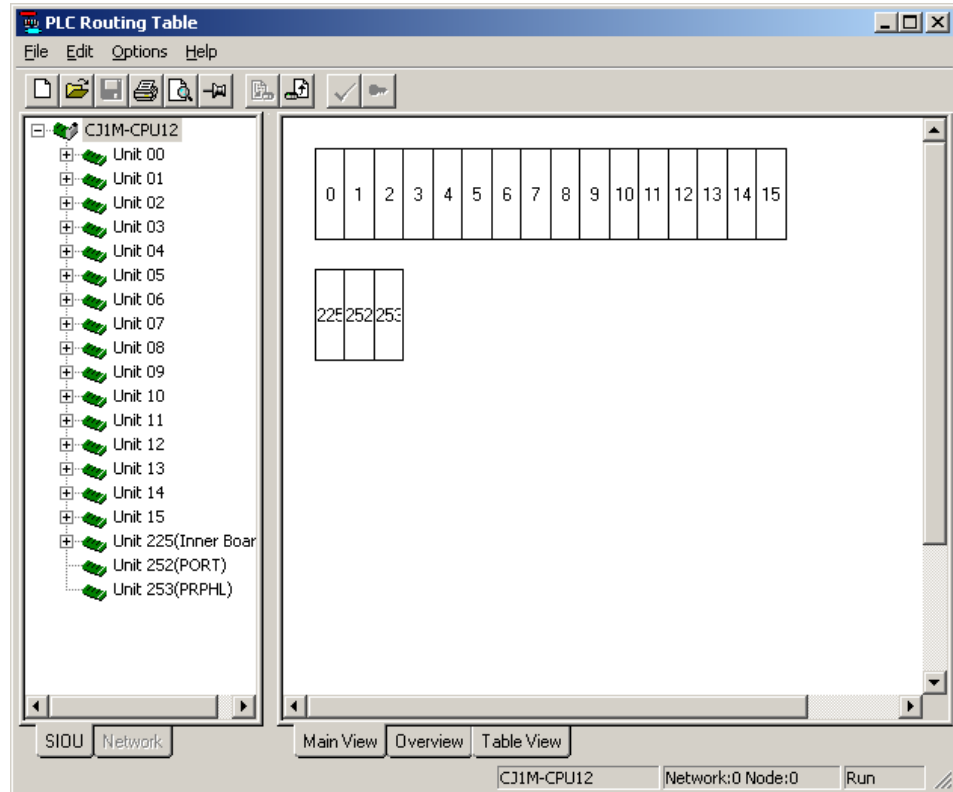 PLC Routing Table
File Edit Options Help
CJ1M-CPU12
Unit 00
Unit 01
Unit 02
Unit 03
Unit 04
Unit 05
Unit 06
Unit 07
Unit 08
Unit 09
Unit 10
Unit 11
Unit 12
Unit 13
Unit 14
Unit 15
Unit 225(Inner Boar
Unit 252(PORT)
Unit 253(PRPHL)
0 1 2 3 4 5 6 7 8 9 10 11 12 13 14 15
225 252 253
SIOU Network
Main View Overview Table View
CJ1M-CPU12 Network:0 Node:0 Run